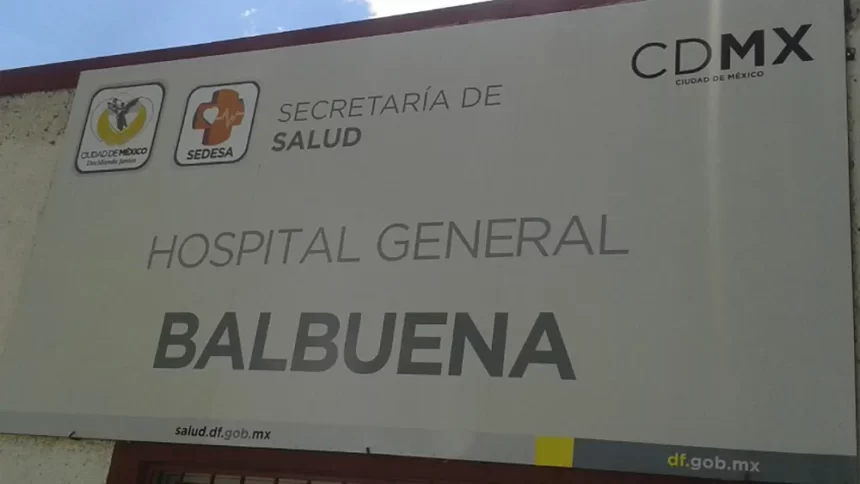 CDMX
CIUDAD DE MÉXICO
CIUDAD DE MÉXICO
Decidiendo Juntos
SEDESA
SECRETARÍA DE
SALUD
HOSPITAL GENERAL
BALBUENA
salud.df.gob.mx
df.gob.mx